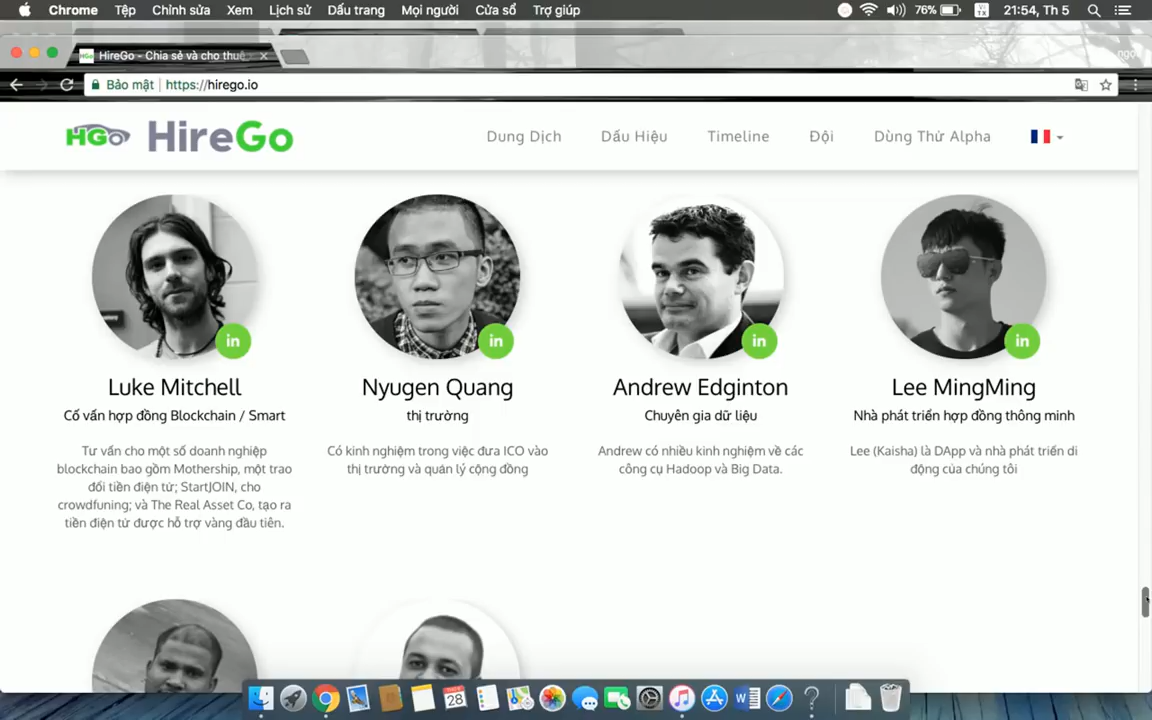 Chrome Tệp Chỉnh sửa Xem Lịch sử Dấu trang Mọi người Cửa sổ Trợ giúp 76% 21:54, Th 5
HireGo - Chia sẻ và cho thuê
Bảo mật https://hirego.io
HGo HireGo Dung Dịch Dấu Hiệu Timeline Đội Dùng Thử Alpha
in in in in
Luke Mitchell
Cố vấn hợp đồng Blockchain / Smart
Tư vấn cho một số doanh nghiệp
blockchain bao gồm Mothership, một trao
đổi tiền điện tử; StartJOIN, cho
crowdfuning; và The Real Asset Co, tạo ra
tiền điện tử được hỗ trợ vàng đầu tiên.
Nyugen Quang
thị trường
Có kinh nghiệm trong việc đưa ICO vào
thị trường và quản lý cộng đồng
Andrew Edginton
Chuyên gia dữ liệu
Andrew có nhiều kinh nghiệm về các
công cụ Hadoop và Big Data.
Lee MingMing
Nhà phát triển hợp đồng thông minh
Lee (Kaisha) là DApp và nhà phát triển di
động của chúng tôi
28